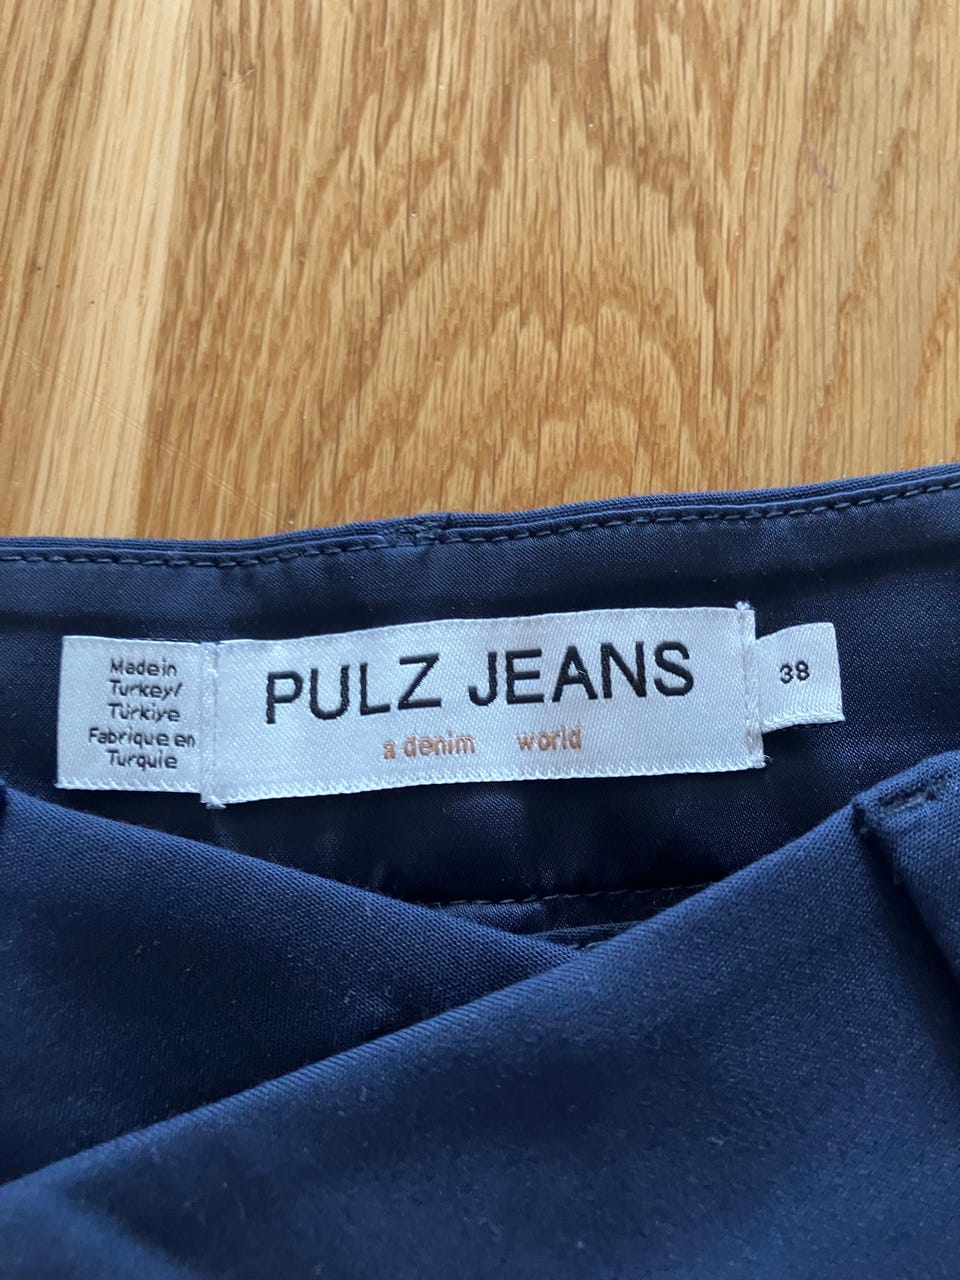 Made in
Turkey/
Türkiye
Fabrique en
Turquie
PULZ JEANS
a denim world
38